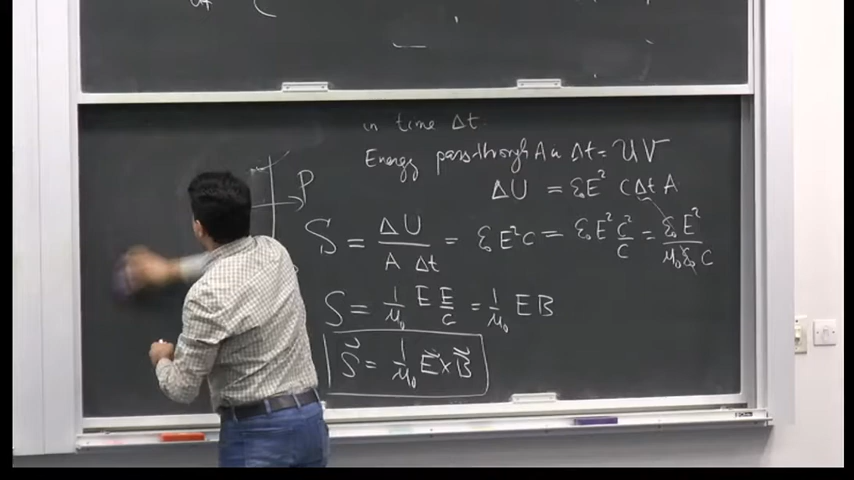 in time Δt
Energy pass through A in Δt = UV
P
ΔU = ε₀E² cΔt A
S = ΔU / A Δt = ε₀E²c = ε₀E² c²/c = ε₀E² / μ₀ε₀ c
S = 1/μ₀ E E/c = 1/μ₀ EB
S⃗ = 1/μ₀ E⃗ × B⃗